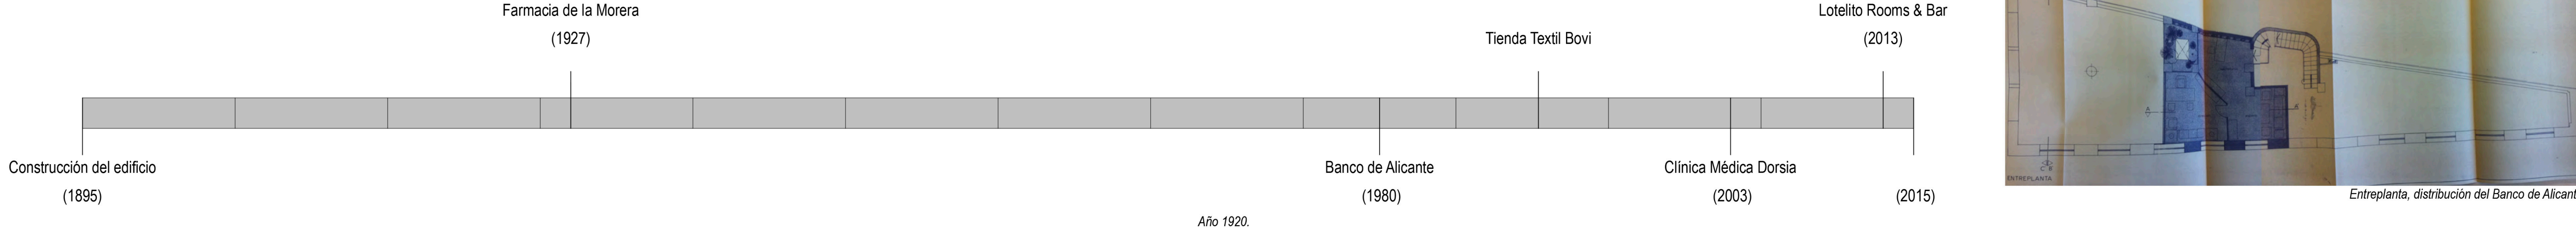 Farmacia de la Morera
(1927)
Tienda Textil Bovi
Lotelito Rooms & Bar
(2013)
Construcción del edificio
(1895)
Banco de Alicante
(1980)
Clínica Médica Dorsia
(2003)
(2015)
Año 1920.
ENTREPLANTA
Entreplanta, distribución del Banco de Alicant